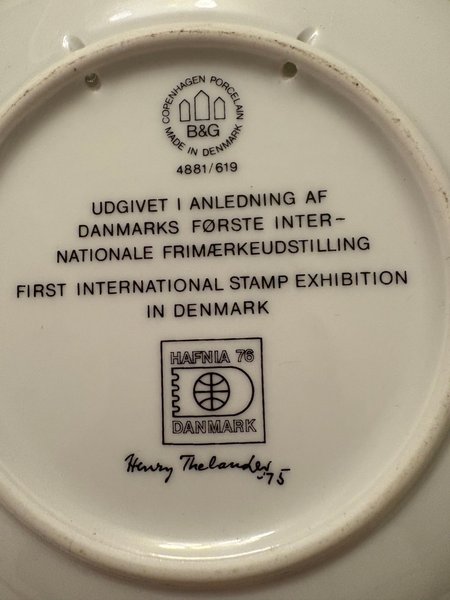 COPENHAGEN PORCELAIN
B&G
MADE IN DENMARK
4881/619
UDGIVET I ANLEDNING AF
DANMARKS FØRSTE INTER-
NATIONALE FRIMÆRKEUDSTILLING
FIRST INTERNATIONAL STAMP EXHIBITION
IN DENMARK
HAFNIA 76
DANMARK
Henry Thelander
-75